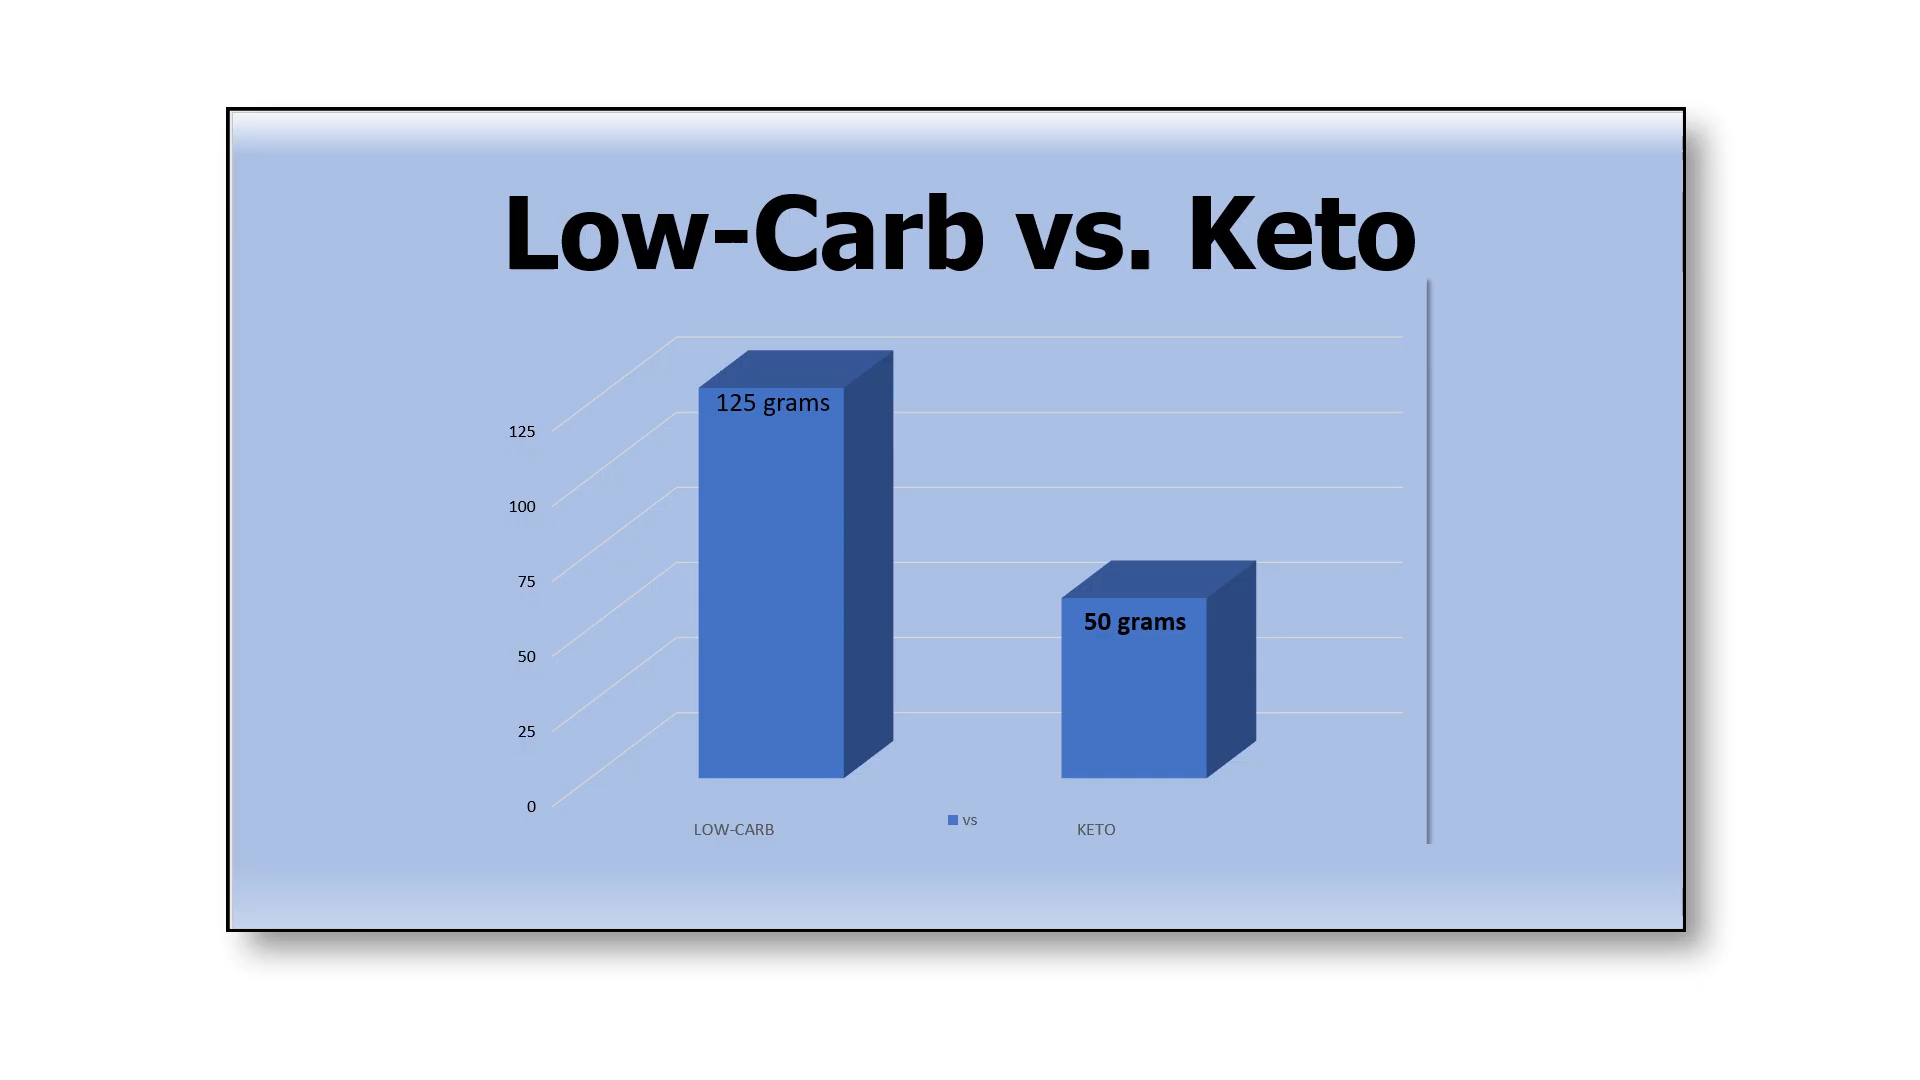 Low-Carb vs. Keto
125 grams
125
100
75
50 grams
50
25
0
LOW-CARB
vs
KETO